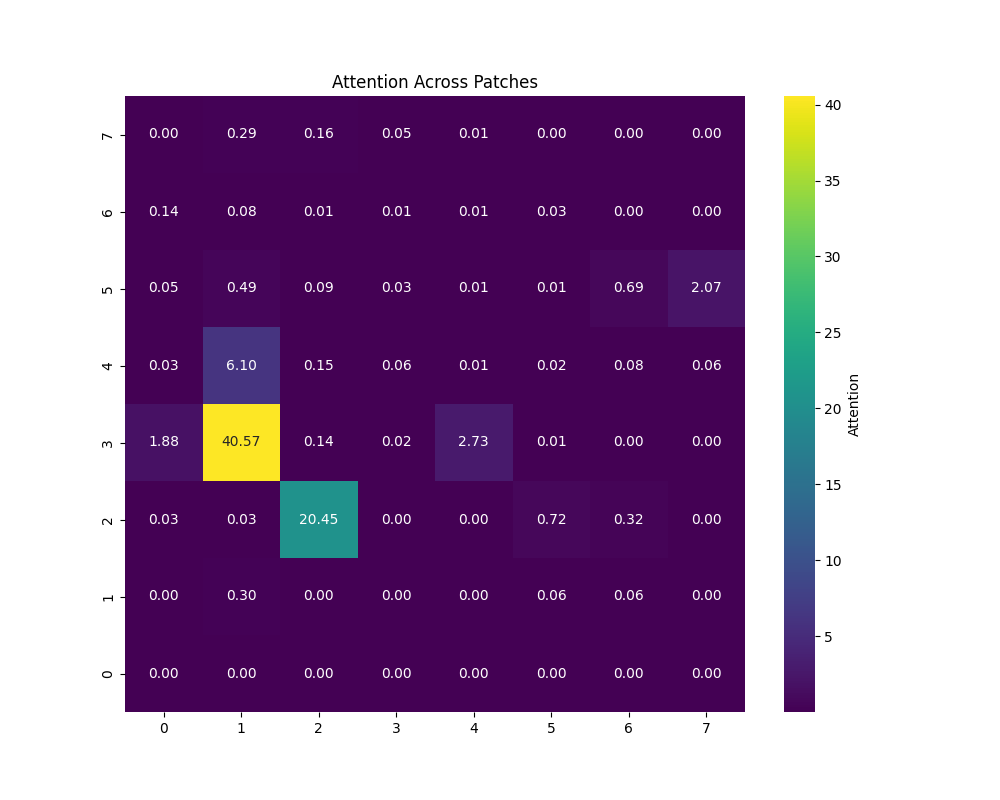 Attention Across Patches
7 0.00 0.29 0.16 0.05 0.01 0.00 0.00 0.00
6 0.14 0.08 0.01 0.01 0.01 0.03 0.00 0.00
5 0.05 0.49 0.09 0.03 0.01 0.01 0.69 2.07
4 0.03 6.10 0.15 0.06 0.01 0.02 0.08 0.06
3 1.88 40.57 0.14 0.02 2.73 0.01 0.00 0.00
2 0.03 0.03 20.45 0.00 0.00 0.72 0.32 0.00
1 0.00 0.30 0.00 0.00 0.00 0.06 0.06 0.00
0 0.00 0.00 0.00 0.00 0.00 0.00 0.00 0.00
0 1 2 3 4 5 6 7
40
35
30
25
20
15
10
5
Attention